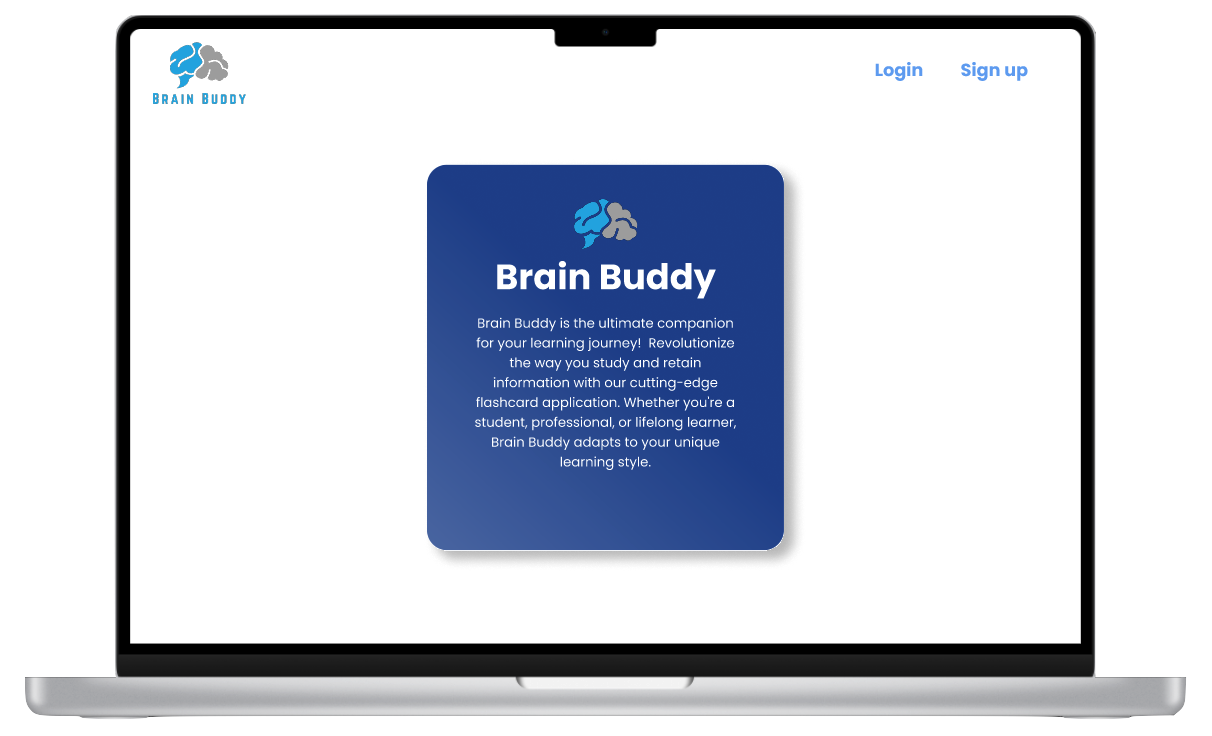 BRAIN BUDDY
Login
Sign up
Brain Buddy
Brain Buddy is the ultimate companion
for your learning journey!  Revolutionize
the way you study and retain
information with our cutting-edge
flashcard application. Whether you're a
student, professional, or lifelong learner,
Brain Buddy adapts to your unique
learning style.